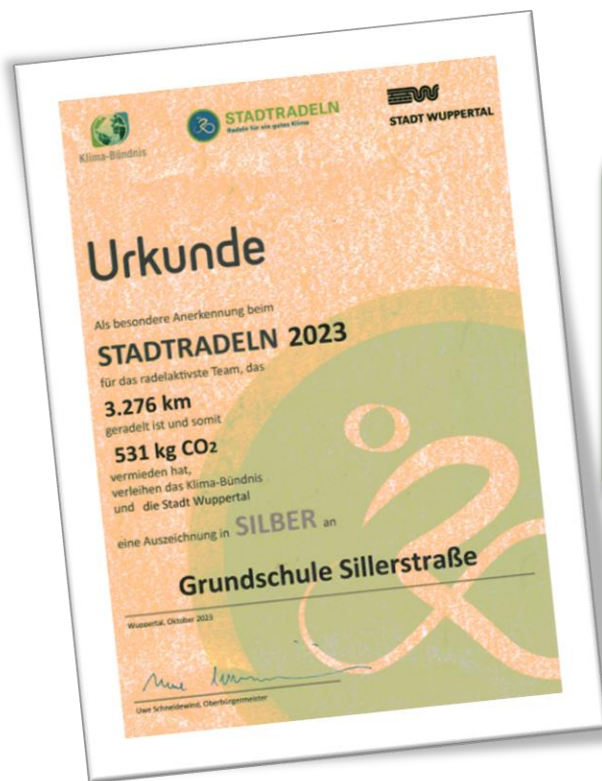 Klima-Bündnis
STADTRADELN
Radeln für ein gutes Klima
STADT WUPPERTAL
Urkunde
Als besondere Anerkennung beim
STADTRADELN 2023
für das radelaktivste Team, das
3.276 km
geradelt ist und somit
531 kg CO2
vermieden hat,
verleihen das Klima-Bündnis
und die Stadt Wuppertal
eine Auszeichnung in SILBER an
Grundschule Sillerstraße
Wuppertal, Oktober 2023
Uwe Schneidewind, Oberbürgermeister